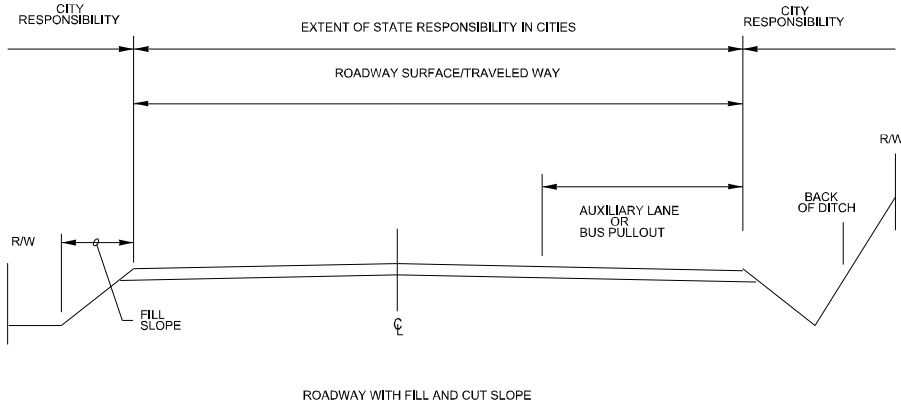 CITY
RESPONSIBILITY
EXTENT OF STATE RESPONSIBILITY IN CITIES
CITY
RESPONSIBILITY
ROADWAY SURFACE/TRAVELED WAY
R/W
AUXILIARY LANE
OR
BUS PULLOUT
BACK
OF DITCH
R/W
FILL
SLOPE
℄
ROADWAY WITH FILL AND CUT SLOPE